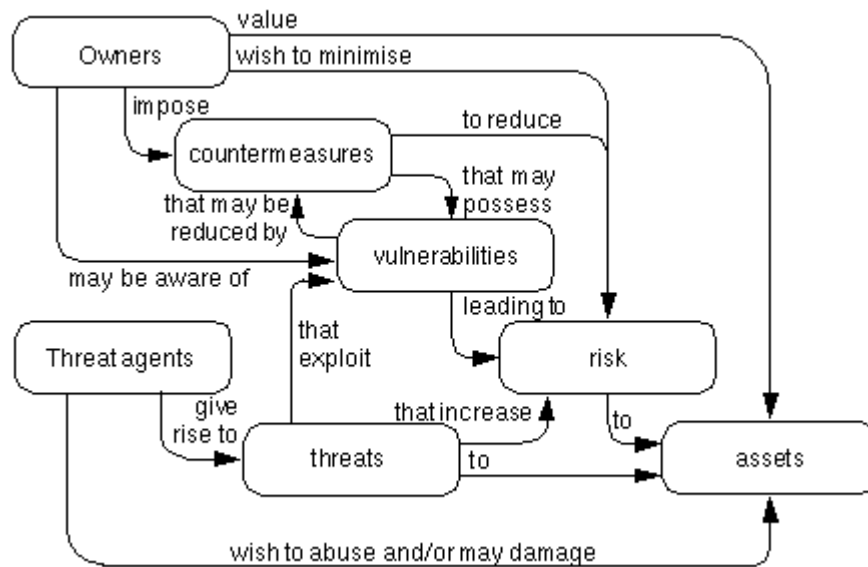 value
Owners
wish to minimise
impose
to reduce
countermeasures
that may
possess
that may be
reduced by
vulnerabilities
may be aware of
leading to
that
exploit
Threat agents
risk
give
rise to
that increase
to
threats
to
assets
wish to abuse and/or may damage